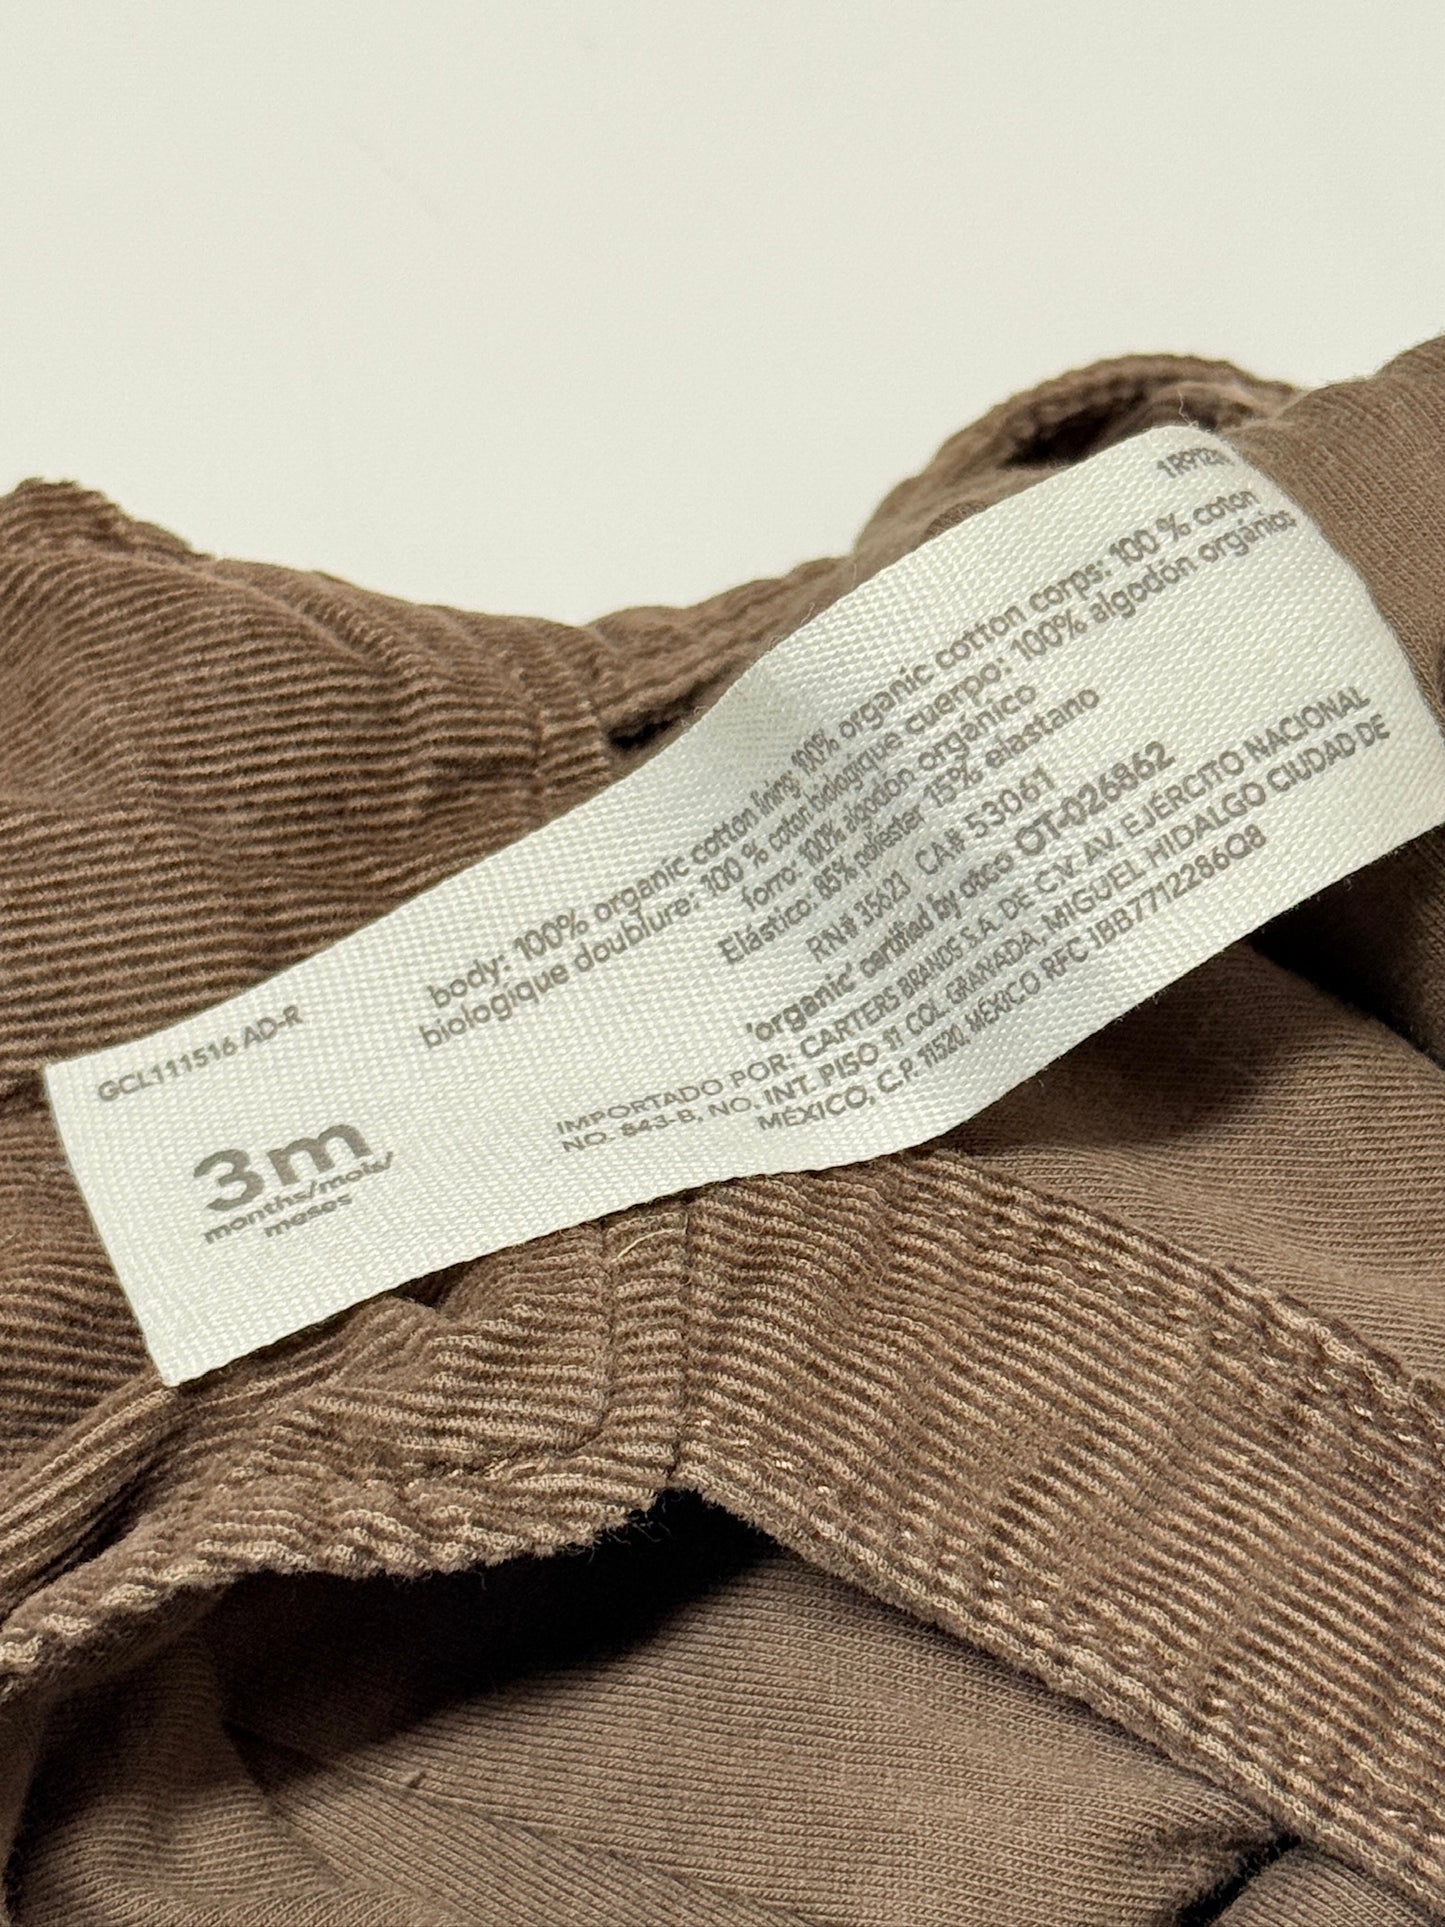 GCL111516 AD-R
3m
months/mois/
meses
body: 100% organic cotton lining: 100% organic cotton corps: 100 % coton
biologique doublure: 100 % coton biologique cuerpo: 100% algodón orgánico
forro: 100% algodón orgánico
Elástico: 85% poliéster 15% elastano
RN# 35623 CA# 53061
'organic' certified by otco OT-026862
IMPORTADO POR: CARTERS BRANDS S.A. DE C.V. AV. EJÉRCITO NACIONAL
NO. 843-B, NO. INT. PISO 11 COL. GRANADA, MIGUEL HIDALGO CIUDAD DE
MÉXICO, C.P. 11520, MÉXICO RFC JBB7712286Q8